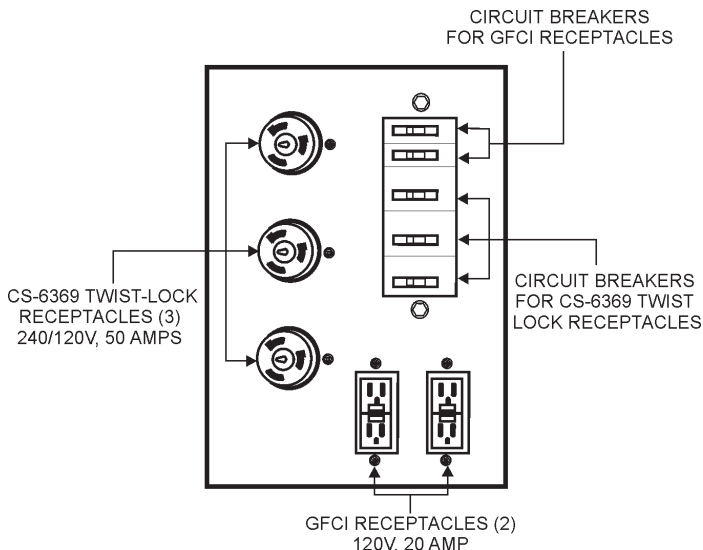 CIRCUIT BREAKERS
FOR GFCI RECEPTACLES
CS-6369 TWIST-LOCK
RECEPTACLES (3)
240/120V, 50 AMPS
CIRCUIT BREAKERS
FOR CS-6369 TWIST
LOCK RECEPTACLES
GFCI RECEPTACLES (2)
120V, 20 AMP